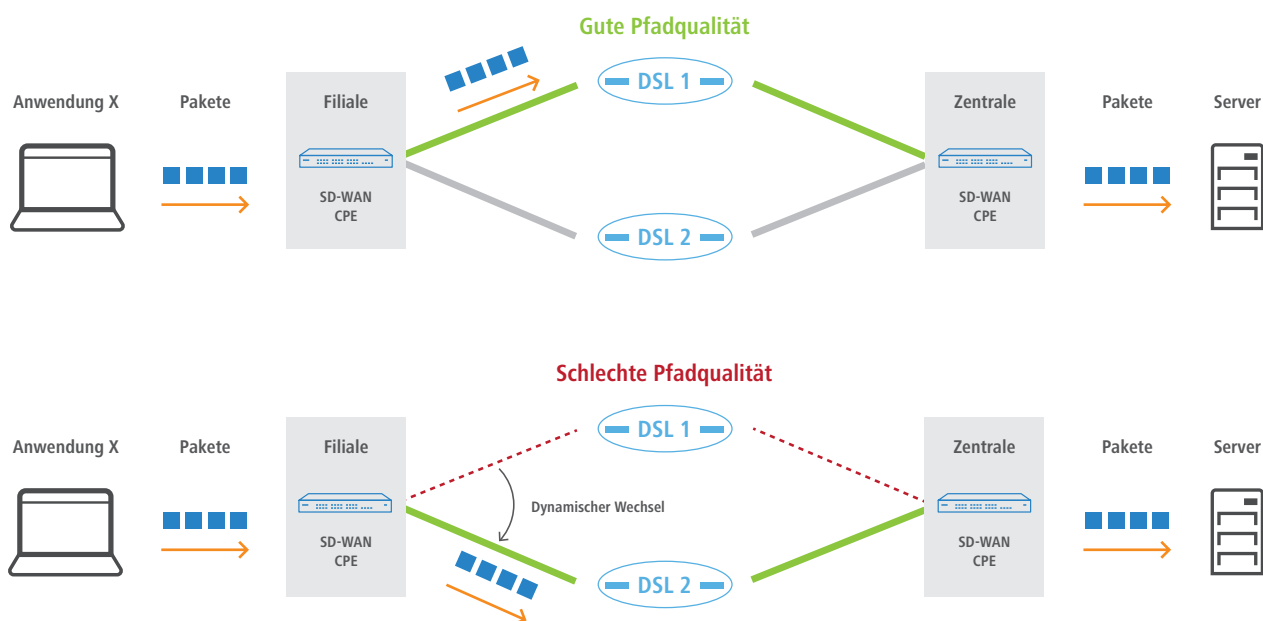 Gute Pfadqualität
DSL 1
Anwendung X
Pakete
Filiale
Zentrale
Pakete
Server
SD-WAN
CPE
SD-WAN
CPE
DSL 2
Schlechte Pfadqualität
DSL 1
Anwendung X
Pakete
Filiale
Zentrale
Pakete
Server
Dynamischer Wechsel
SD-WAN
CPE
SD-WAN
CPE
DSL 2